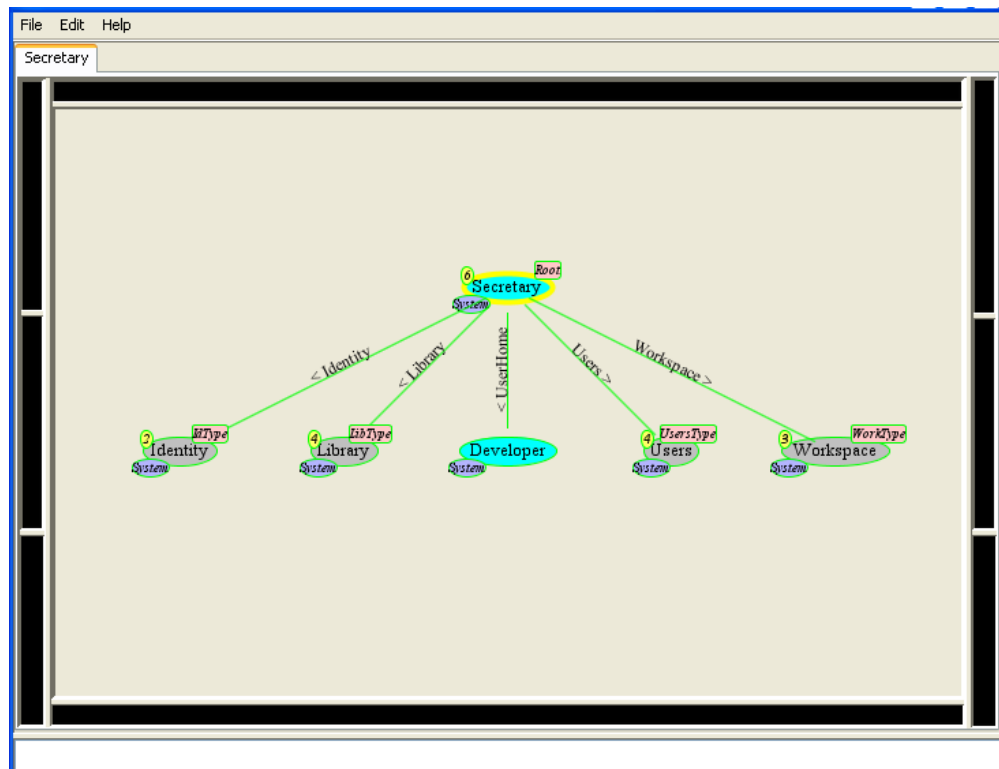 File Edit Help
Secretary
6 Root
Secretary
System
< Identity
< Library
< UserHome
Users >
Workspace >
2 IdType
Identity
System
4 LibType
Library
System
Developer
System
4 UsersType
Users
System
3 WorkType
Workspace
System